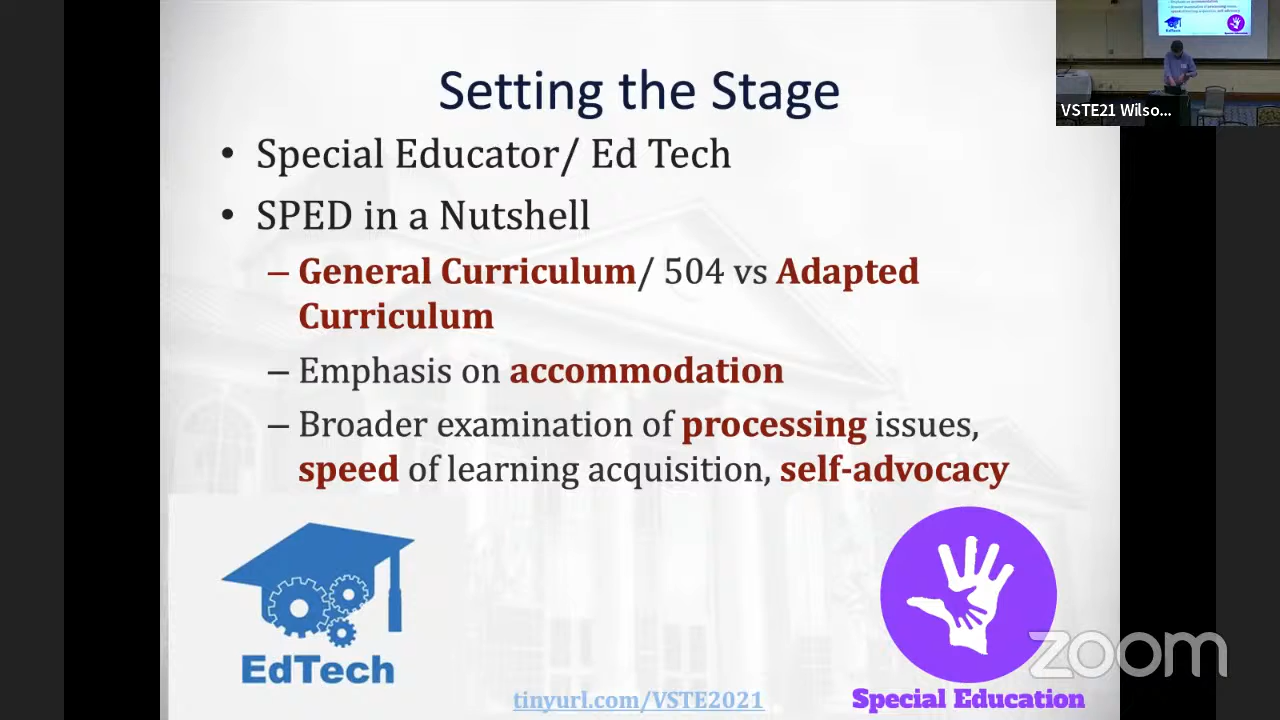 Setting the Stage
• Special Educator/ Ed Tech
• SPED in a Nutshell
– General Curriculum/ 504 vs Adapted
Curriculum
– Emphasis on accommodation
– Broader examination of processing issues,
speed of learning acquisition, self-advocacy
EdTech
tinyurl.com/VSTE2021
Special Education
zoom
VSTE21 Wilso...